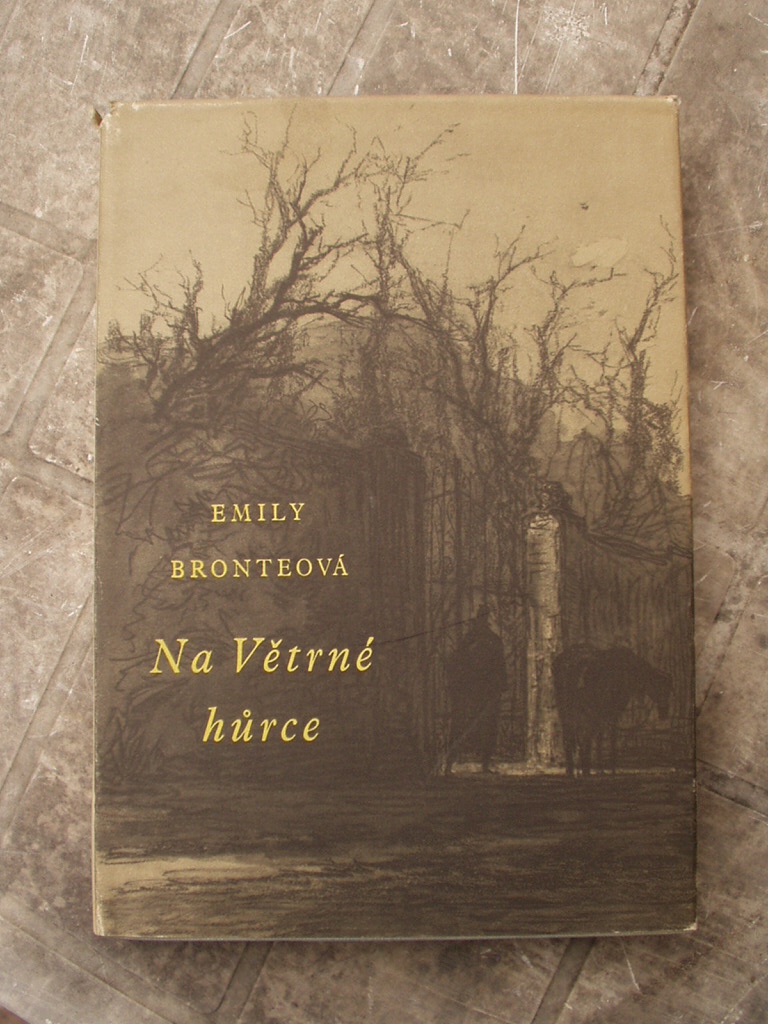 EMILY
BRONTEOVÁ
Na Větrné
hůrce